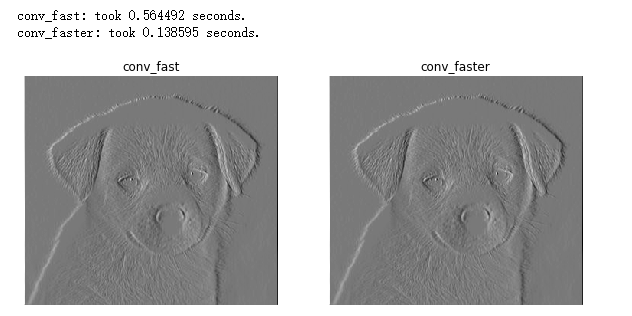 conv_fast: took 0.564492 seconds.
conv_faster: took 0.138595 seconds.
conv_fast
conv_faster